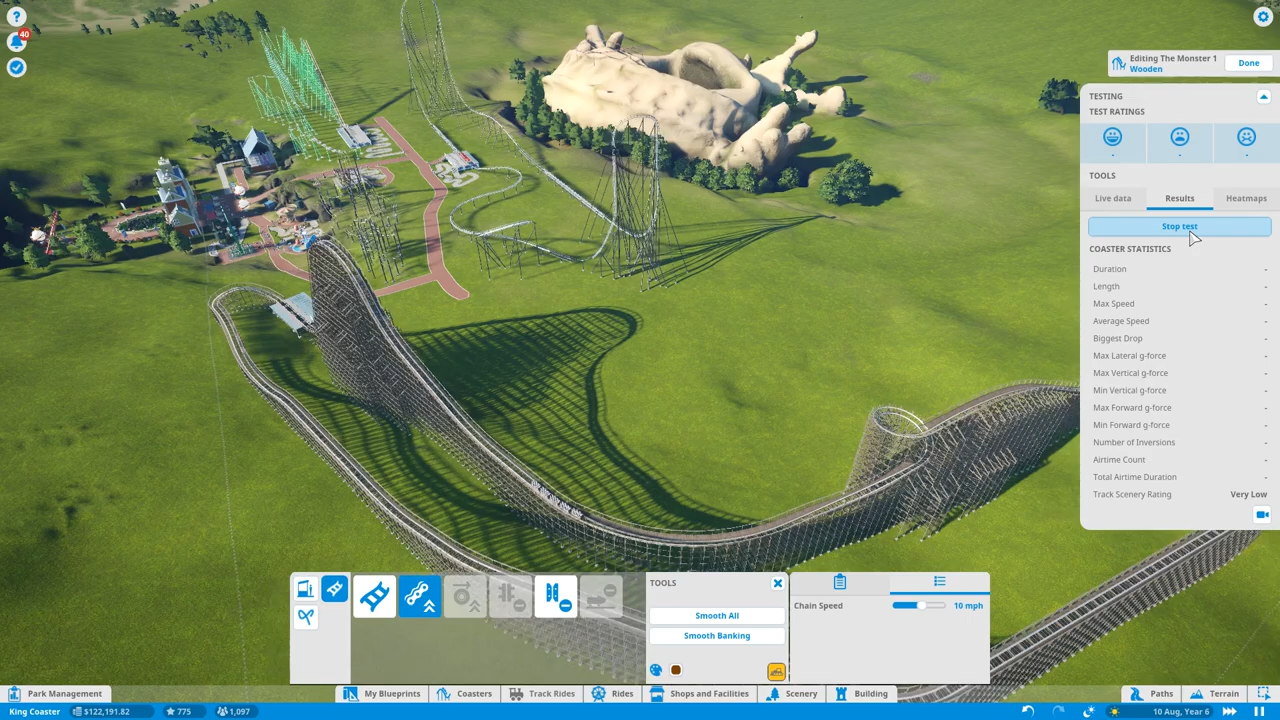 ?
40
Editing The Monster 1
Wooden
Done
TESTING
TEST RATINGS
- - -
TOOLS
Live data Results Heatmaps
Stop test
COASTER STATISTICS
Duration -
Length -
Max Speed -
Average Speed -
Biggest Drop -
Max Lateral g-force -
Max Vertical g-force -
Min Vertical g-force -
Max Forward g-force -
Min Forward g-force -
Number of Inversions -
Airtime Count -
Total Airtime Duration -
Track Scenery Rating Very Low
TOOLS
Smooth All
Smooth Banking
Chain Speed 10 mph
Park Management My Blueprints Coasters Track Rides Rides Shops and Facilities Scenery Building Paths Terrain
King Coaster $122,191.82 775 1,097 10 Aug, Year 6